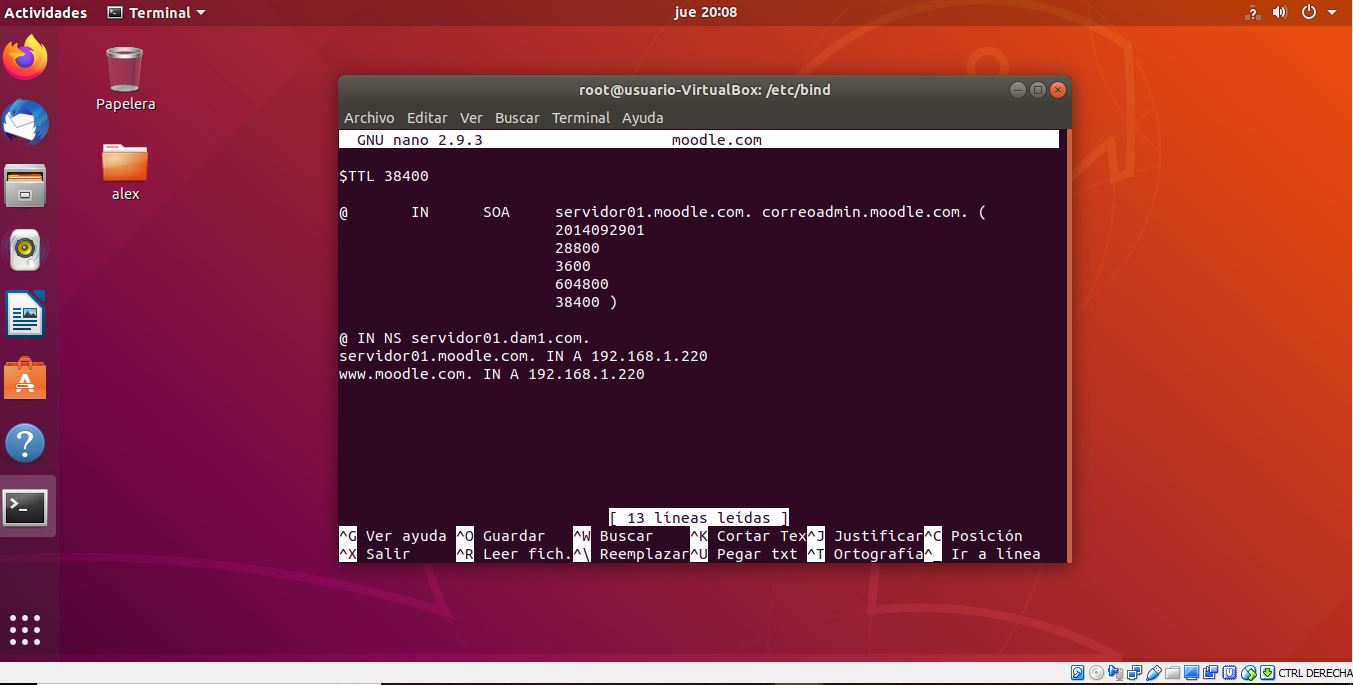 Actividades Terminal jue 20:08
Papelera
alex
root@usuario-VirtualBox: /etc/bind
Archivo Editar Ver Buscar Terminal Ayuda
GNU nano 2.9.3 moodle.com
$TTL 38400
@ IN SOA servidor01.moodle.com. correoadmin.moodle.com. (
2014092901
28800
3600
604800
38400 )
@ IN NS servidor01.dam1.com.
servidor01.moodle.com. IN A 192.168.1.220
www.moodle.com. IN A 192.168.1.220
[ 13 líneas leídas ]
^G Ver ayuda ^O Guardar ^W Buscar ^K Cortar Tex^J Justificar^C Posición
^X Salir ^R Leer fich.^\ Reemplazar^U Pegar txt ^T Ortografía^_ Ir a línea
CTRL DERECHA